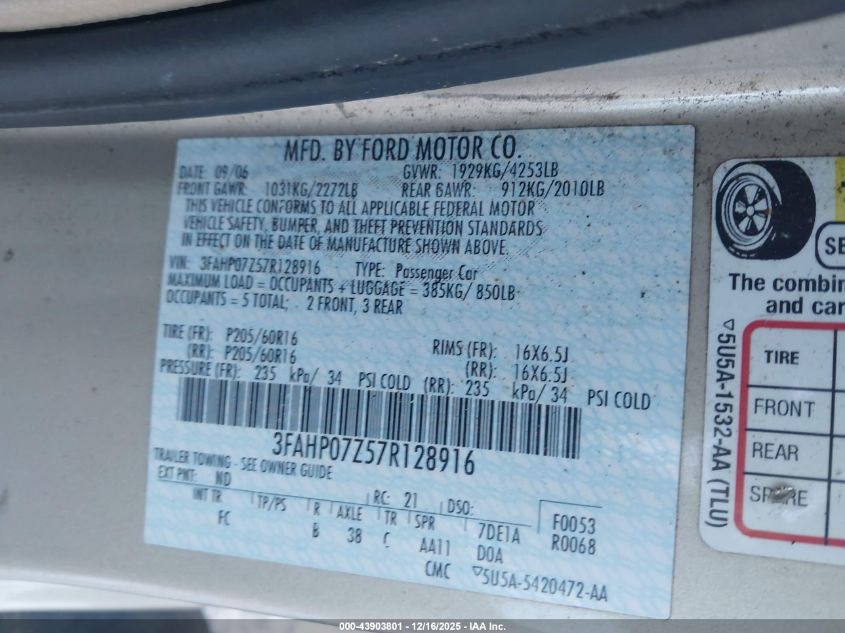 MFD. BY FORD MOTOR CO.
DATE: 09/06 GVWR: 1929KG/4253LB
FRONT GAWR: 1031KG/2272LB REAR GAWR: 912KG/2010LB
THIS VEHICLE CONFORMS TO ALL APPLICABLE FEDERAL MOTOR
VEHICLE SAFETY, BUMPER, AND THEFT PREVENTION STANDARDS
IN EFFECT ON THE DATE OF MANUFACTURE SHOWN ABOVE.
VIN: 3FAHP07Z57R128916 TYPE: Passenger Car
MAXIMUM LOAD = OCCUPANTS + LUGGAGE = 385KG/ 850LB
OCCUPANTS = 5 TOTAL; 2 FRONT, 3 REAR
TIRE (FR): P205/60R16 RIMS (FR): 16X6.5J
(RR): P205/60R16 (RR): 16X6.5J
PRESSURE (FR): 235 kPa/ 34 PSI COLD (RR): 235 kPa/ 34 PSI COLD
3FAHP07Z57R128916
TRAILER TOWING - SEE OWNER GUIDE
EXT PNT: ND RC: 21 DSO: F0053
INT TR TP/PS R AXLE TR SPR 7DE1A R0068
FC B 38 C AA11 D0A
CMC ▽5U5A-5420472-AA
SE
The combin
and car
TIRE
FRONT
REAR
SPARE
▽5U5A-1532-AA (TLU)
000-43903801 - 12/16/2025 - IAA Inc.